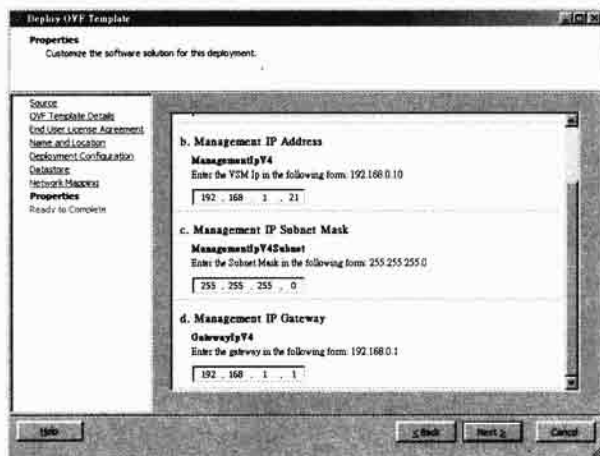 Deploy OVF Template
Properties
Customize the software solution for this deployment.
Source
OVF Template Details
End User License Agreement
Name and Location
Deployment Configuration
Datastore
Network Mapping
Properties
Ready to Complete
b. Management IP Address
ManagementIpV4
Enter the VSM Ip in the following form: 192.168.0.10
192 . 168 . 1 . 21
c. Management IP Subnet Mask
ManagementIpV4Subnet
Enter the Subnet Mask in the following form: 255.255.255.0
255 . 255 . 255 . 0
d. Management IP Gateway
GatewayIpV4
Enter the gateway in the following form: 192.168.0.1
192 . 168 . 1 . 1
Help
≤ Back
Next ≥
Cancel